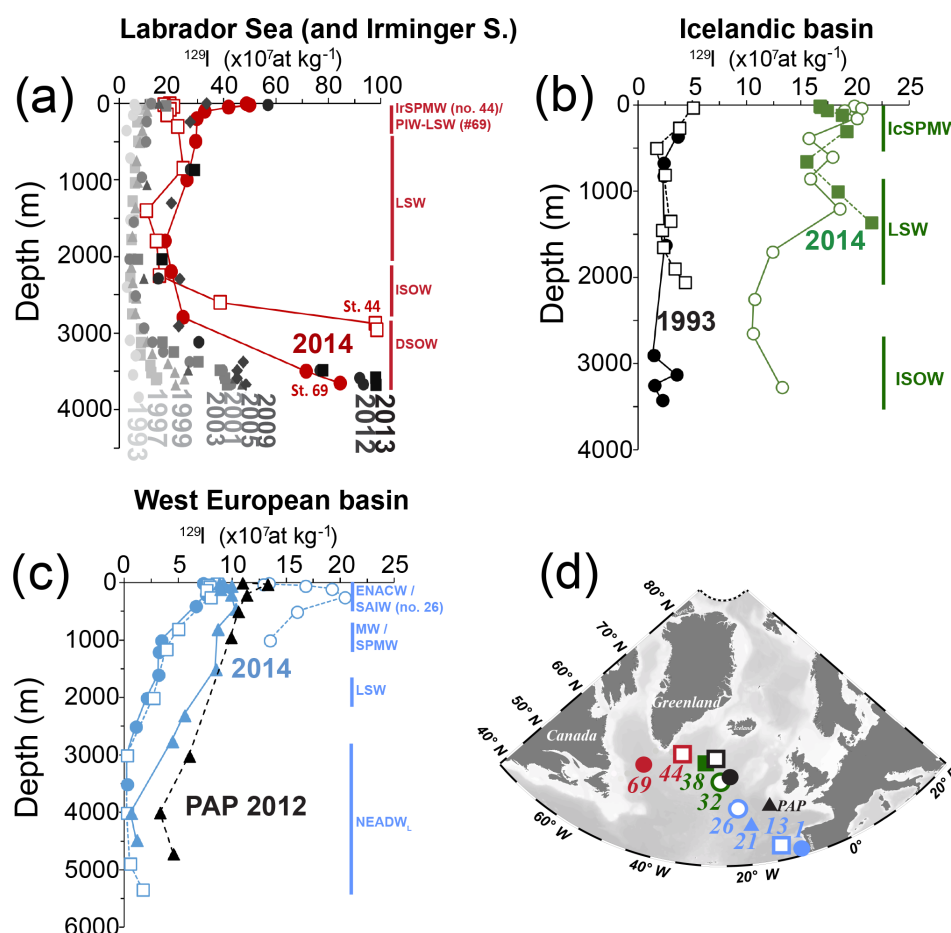 Labrador Sea (and Irminger S.)
129I (x10⁷at kg⁻¹)
(a)
0 20 40 60 80 100
0
1000
2000
3000
4000
Depth (m)
IrSPMW (no. 44)/
PIW-LSW (#69)
LSW
ISOW
DSOW
St. 44
2014
St. 69
1993
1997
1999
2003
2001
2005
2009
2012
2013
Icelandic basin
129I (x10⁷at kg⁻¹)
(b)
0 5 10 15 20 25
0
1000
2000
3000
4000
Depth (m)
IcSPMW
LSW
2014
1993
ISOW
West European basin
129I (x10⁷at kg⁻¹)
(c)
0 5 10 15 20 25
0
1000
2000
3000
4000
5000
6000
Depth (m)
ENACW /
SAIW (no. 26)
MW /
SPMW
2014
LSW
PAP 2012
NEADW_L
(d)
80° N
70° N
60° N
50° N
40° N
Greenland
Iceland
Canada
69
44
38
32
26
21
13
1
PAP
60° W
40° W
20° W
0°
20°